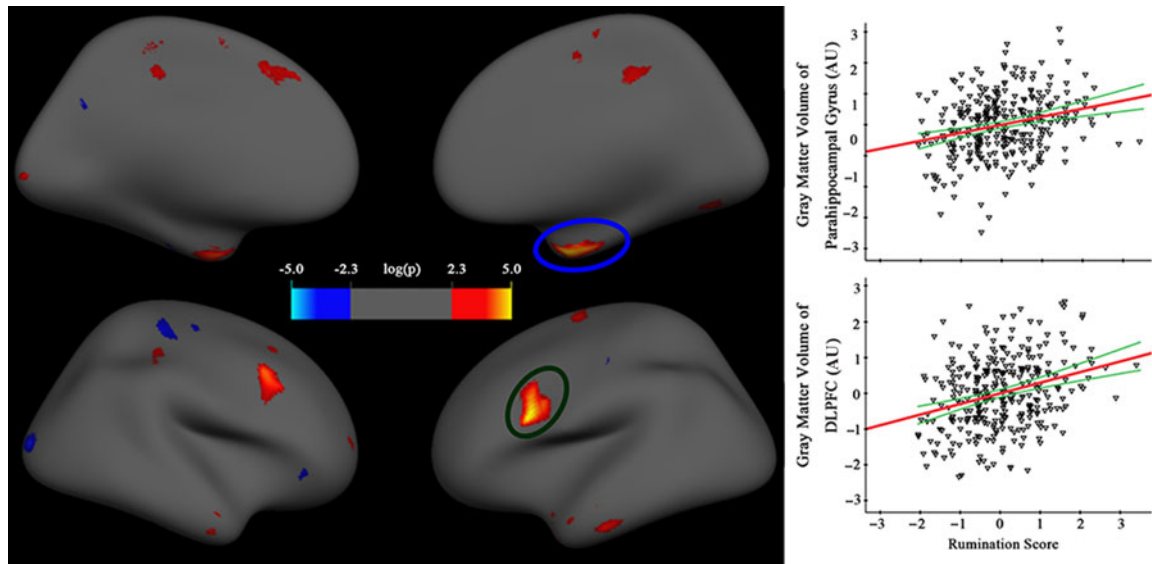 -5.0 -2.3 log(p) 2.3 5.0
Gray Matter Volume of
Parahippocampal Gyrus (AU)
3
2
1
0
-1
-2
-3
Gray Matter Volume of
DLPFC (AU)
3
2
1
0
-1
-2
-3
-3 -2 -1 0 1 2 3
Rumination Score